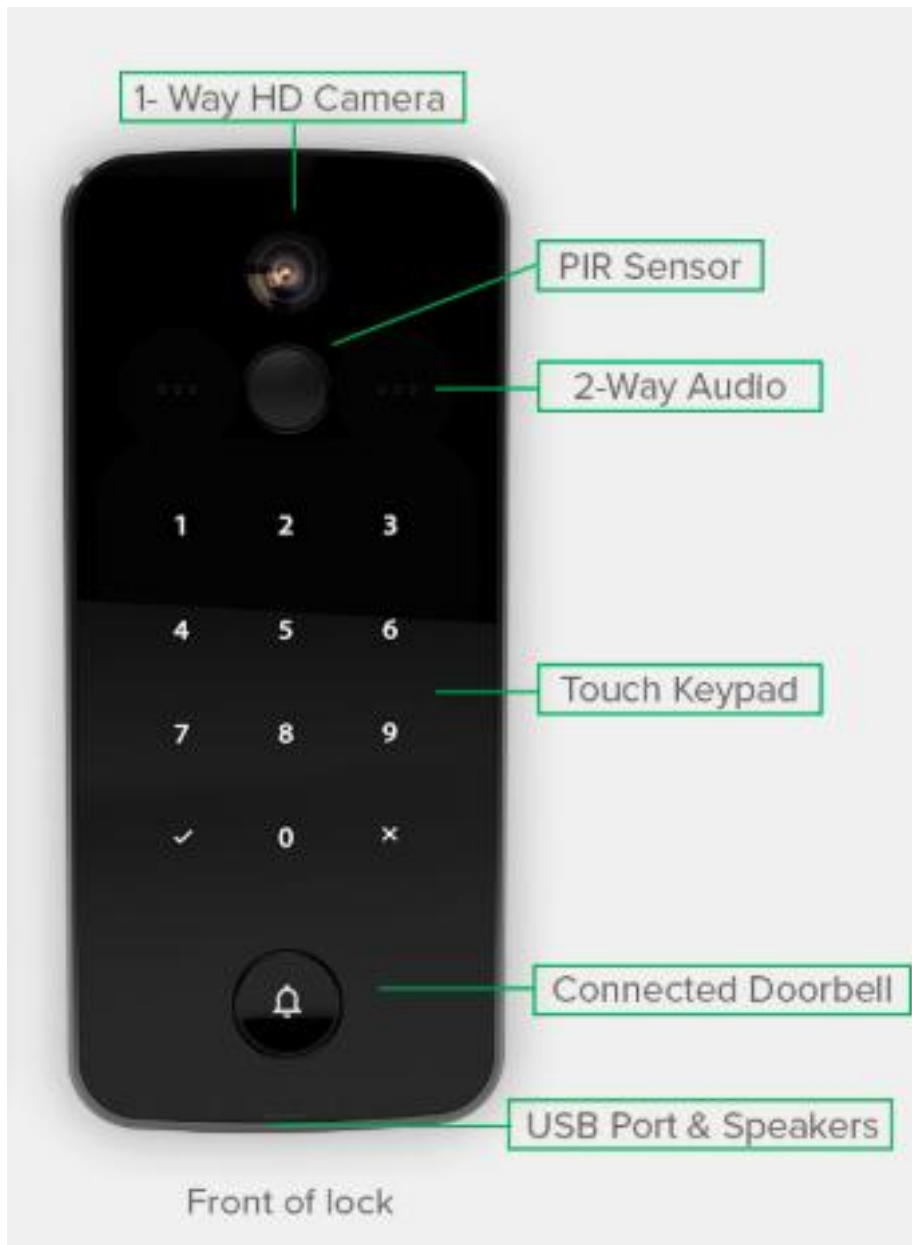 1- Way HD Camera
PIR Sensor
2-Way Audio
1 2 3
4 5 6
7 8 9
Touch Keypad
✓ 0 ×
Connected Doorbell
USB Port & Speakers
Front of lock